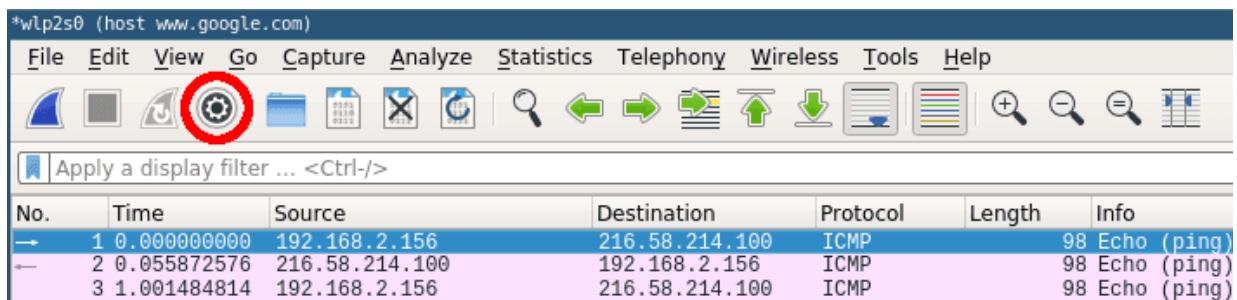 *wlp2s0 (host www.google.com)
File Edit View Go Capture Analyze Statistics Telephony Wireless Tools Help
Apply a display filter ... <Ctrl-/>
No. Time Source Destination Protocol Length Info
1 0.000000000 192.168.2.156 216.58.214.100 ICMP 98 Echo (ping)
2 0.055872576 216.58.214.100 192.168.2.156 ICMP 98 Echo (ping)
3 1.001484814 192.168.2.156 216.58.214.100 ICMP 98 Echo (ping)